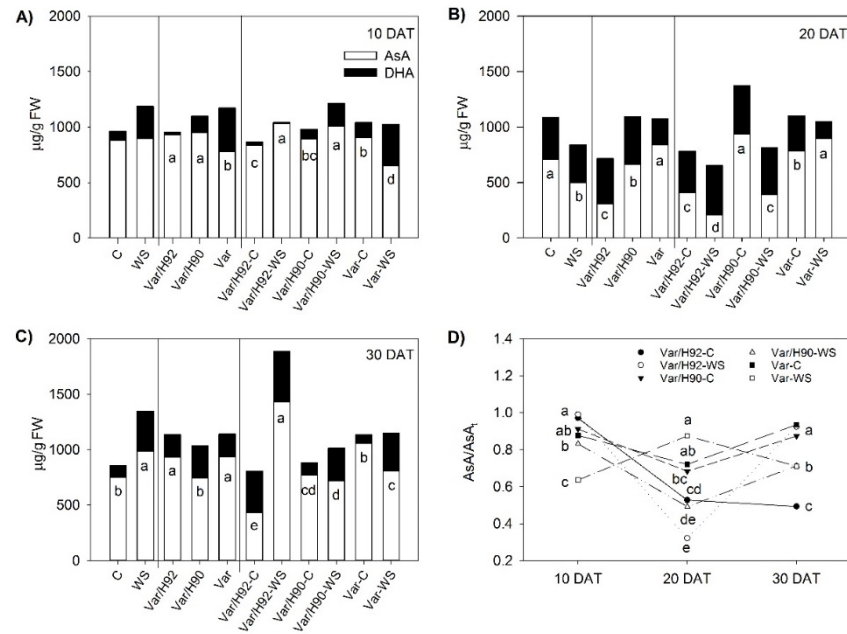 A)
2000
1500
1000
500
0
µg/g FW
10 DAT
AsA
DHA
a
a
b
c
a
bc
a
b
d
C
WS
Var/H92
Var/H90
Var
Var/H92-C
Var/H92-WS
Var/H90-C
Var/H90-WS
Var-C
Var-WS
B)
2000
1500
1000
500
0
µg/g FW
20 DAT
a
b
c
b
a
c
d
a
c
b
a
C
WS
Var/H92
Var/H90
Var
Var/H92-C
Var/H92-WS
Var/H90-C
Var/H90-WS
Var-C
Var-WS
C)
2000
1500
1000
500
0
µg/g FW
30 DAT
b
a
a
b
a
e
a
cd
d
b
c
C
WS
Var/H92
Var/H90
Var
Var/H92-C
Var/H92-WS
Var/H90-C
Var/H90-WS
Var-C
Var-WS
D)
1.4
1.2
1.0
0.8
0.6
0.4
0.2
AsA/AsAt
Var/H92-C
Var/H92-WS
Var/H90-C
Var/H90-WS
Var-C
Var-WS
a
ab
b
c
a
ab
bc
cd
de
e
a
b
c
10 DAT
20 DAT
30 DAT